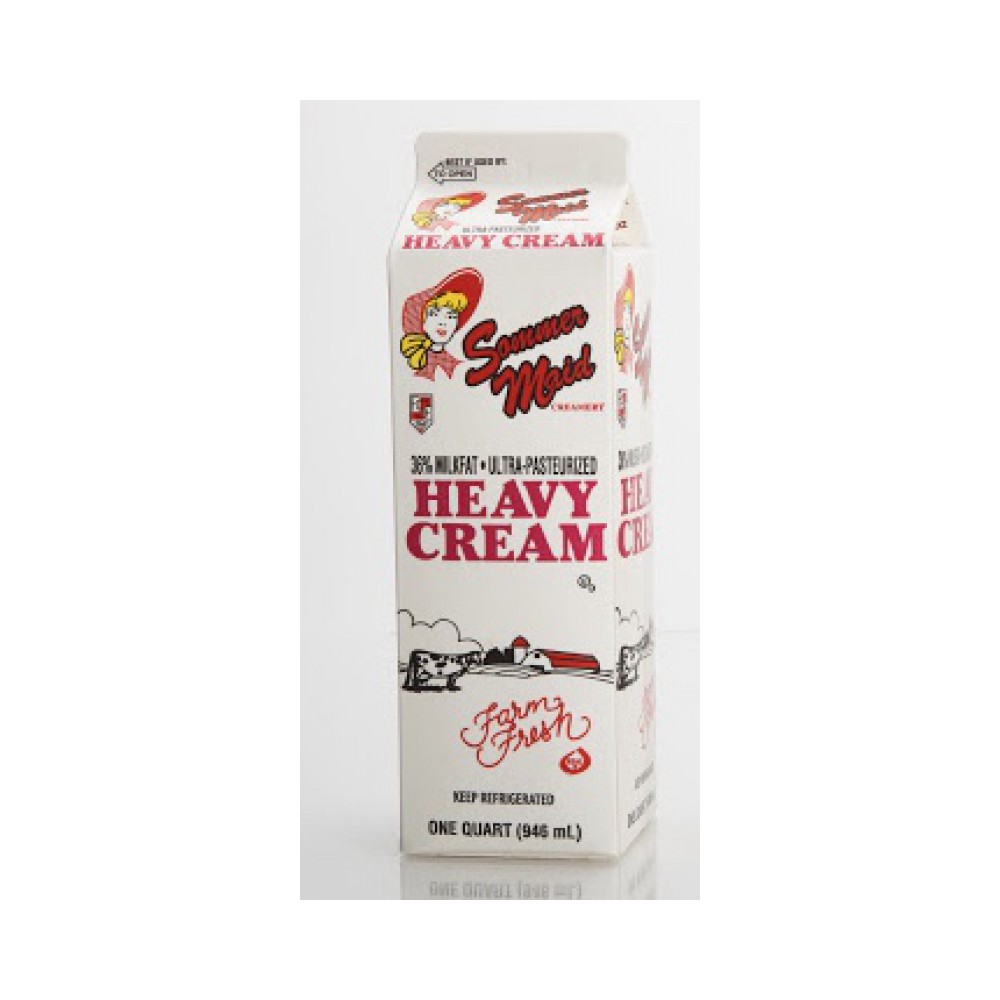 BEST IF USED BY:
TO OPEN
Sommer
Maid
CREAMERY
ULTRA-PASTEURIZED
HEAVY CREAM
Sommer
Maid
CREAMERY
36% MILKFAT • ULTRA-PASTEURIZED
HEAVY
CREAM
Farm
Fresh
KEEP REFRIGERATED
ONE QUART (946 mL)